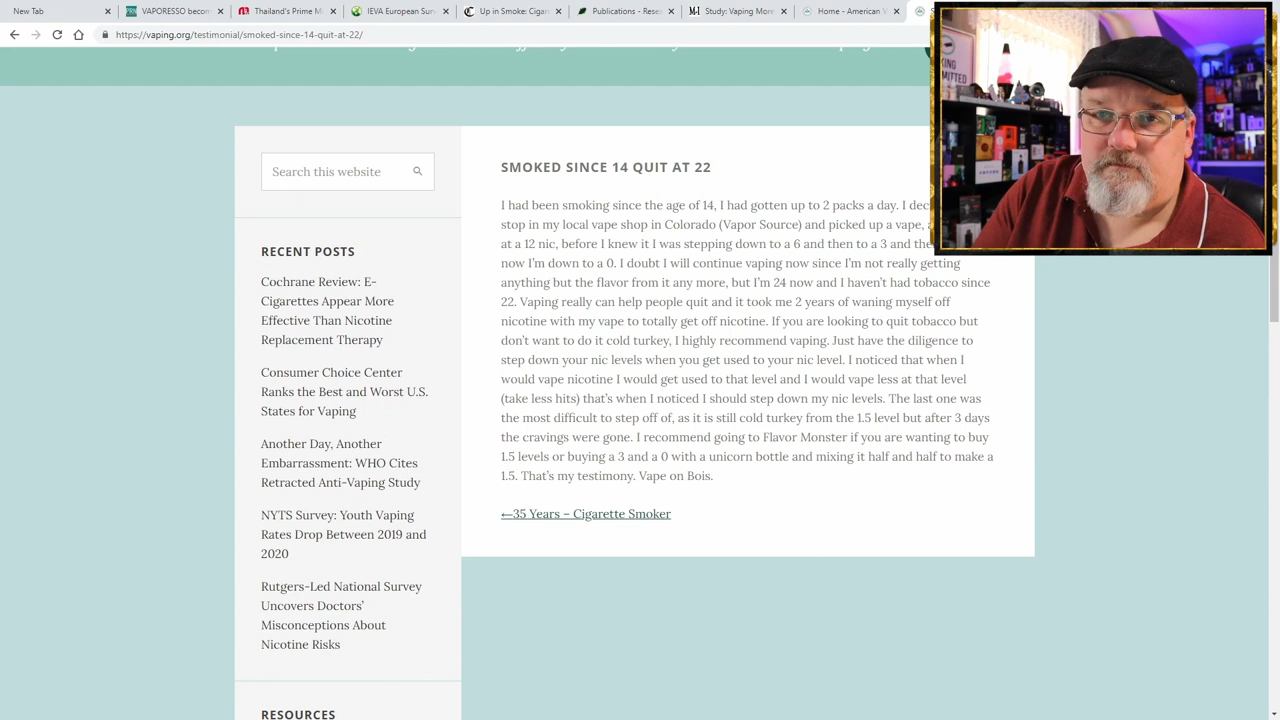 New Tab
VAPORESSO becom
Thailand's Prime M
IEVA European Sur
Up in Smoke: Cigar
Publications - Rese
Study: Vaping More
Home - American V
https://vaping.org/testimonial/smoked-since-14-quit-at-22/
KING
MITTED
Search this website
RECENT POSTS
Cochrane Review: E-
Cigarettes Appear More
Effective Than Nicotine
Replacement Therapy
Consumer Choice Center
Ranks the Best and Worst U.S.
States for Vaping
Another Day, Another
Embarrassment: WHO Cites
Retracted Anti-Vaping Study
NYTS Survey: Youth Vaping
Rates Drop Between 2019 and
2020
Rutgers-Led National Survey
Uncovers Doctors'
Misconceptions About
Nicotine Risks
RESOURCES
SMOKED SINCE 14 QUIT AT 22
I had been smoking since the age of 14, I had gotten up to 2 packs a day. I dec
stop in my local vape shop in Colorado (Vapor Source) and picked up a vape, a
at a 12 nic, before I knew it I was stepping down to a 6 and then to a 3 and the
now I'm down to a 0. I doubt I will continue vaping now since I'm not really getting
anything but the flavor from it any more, but I'm 24 now and I haven't had tobacco since
22. Vaping really can help people quit and it took me 2 years of waning myself off
nicotine with my vape to totally get off nicotine. If you are looking to quit tobacco but
don't want to do it cold turkey, I highly recommend vaping. Just have the diligence to
step down your nic levels when you get used to your nic level. I noticed that when I
would vape nicotine I would get used to that level and I would vape less at that level
(take less hits) that's when I noticed I should step down my nic levels. The last one was
the most difficult to step off of, as it is still cold turkey from the 1.5 level but after 3 days
the cravings were gone. I recommend going to Flavor Monster if you are wanting to buy
1.5 levels or buying a 3 and a 0 with a unicorn bottle and mixing it half and half to make a
1.5. That's my testimony. Vape on Bois.
←35 Years – Cigarette Smoker